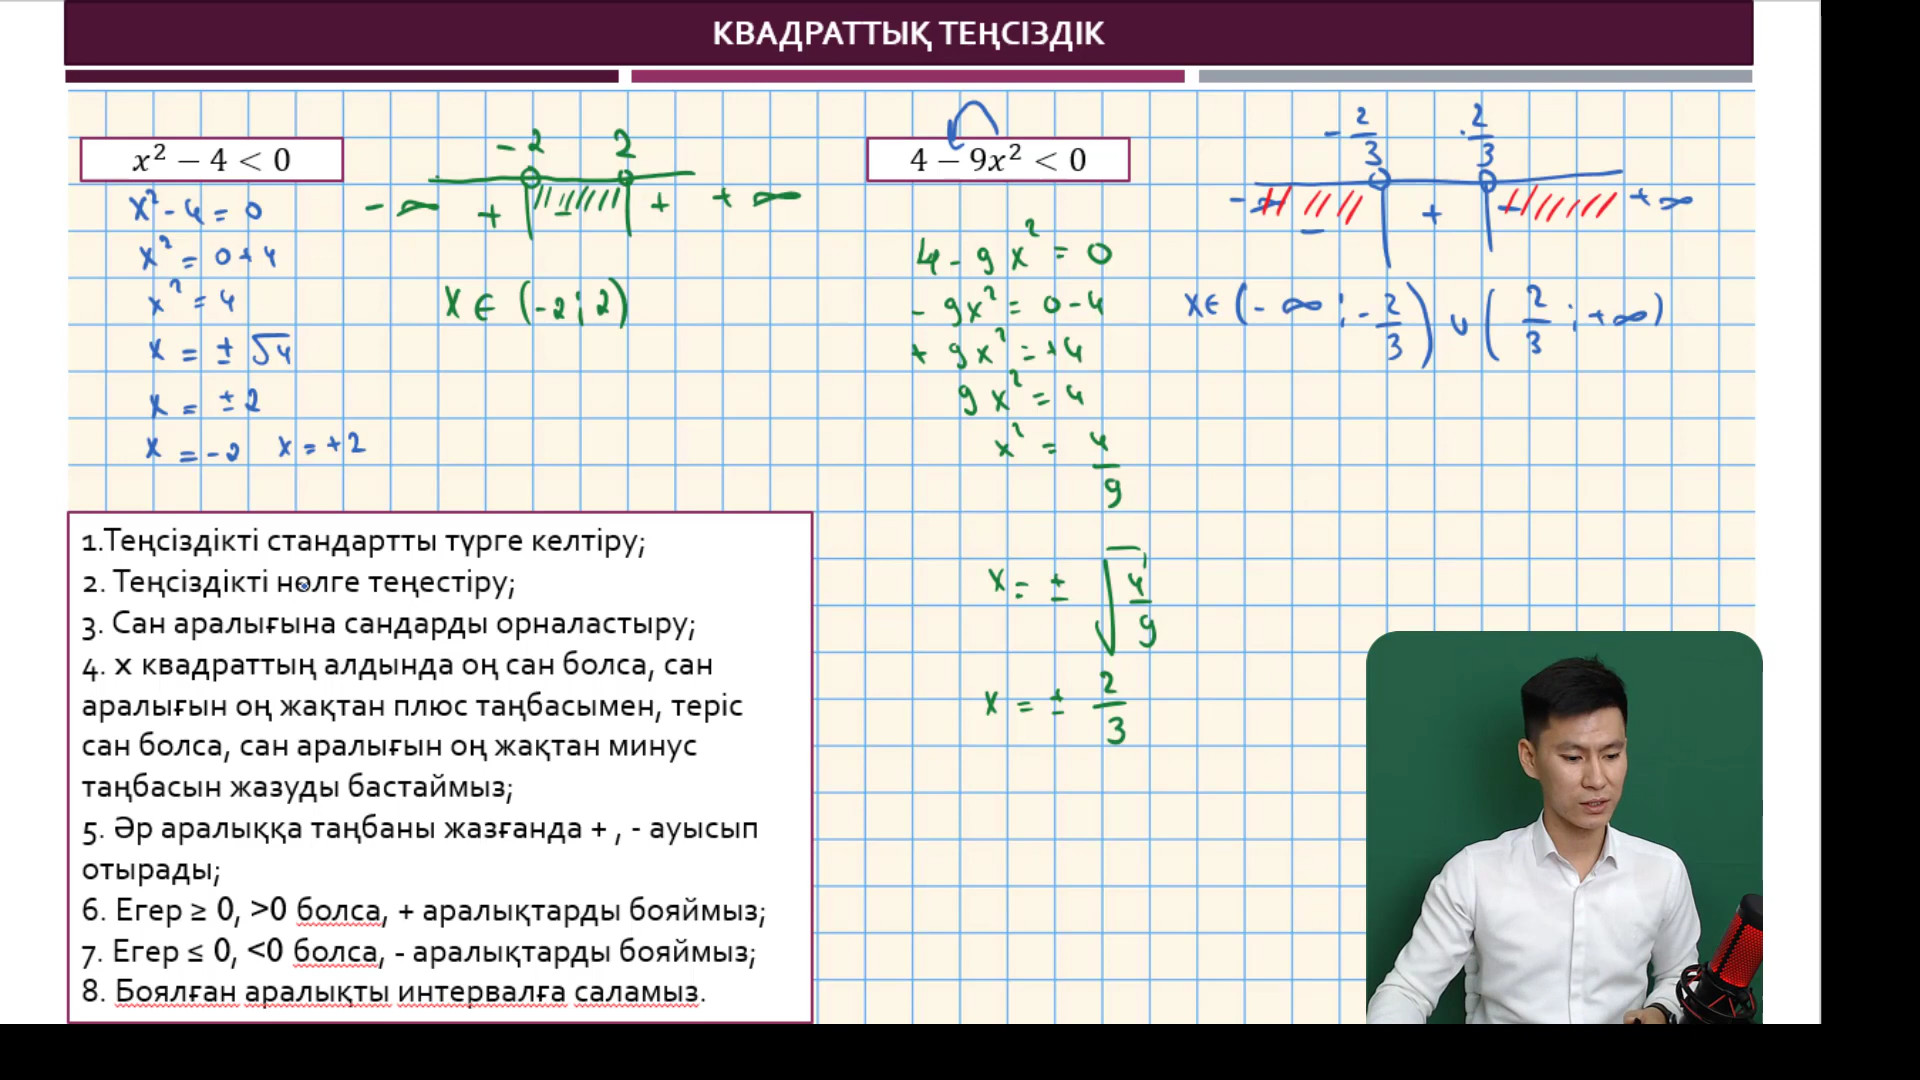 КВАДРАТТЫҚ ТЕҢСІЗДІК
x² − 4 < 0
x² - 4 = 0
x² = 0 + 4
x² = 4
x = ± √4
x = ± 2
x = -2 x = +2
-2 2
- ∞ + - + + ∞
x ∈ (-2 ; 2)
4 − 9x² < 0
4 - 9x² = 0
- 9x² = 0 - 4
+ 9x² = +4
9x² = 4
x² = 4/9
x = ± √4/9
x = ± 2/3
- 2/3 2/3
- ∞ - + - + ∞
x ∈ (- ∞ ; - 2/3) ∪ (2/3 ; + ∞)
1.Теңсіздікті стандартты түрге келтіру;
2. Теңсіздікті нөлге теңестіру;
3. Сан аралығына сандарды орналастыру;
4. х квадраттың алдында оң сан болса, сан
аралығын оң жақтан плюс таңбасымен, теріс
сан болса, сан аралығын оң жақтан минус
таңбасын жазуды бастаймыз;
5. Әр аралыққа таңбаны жазғанда + , - ауысып
отырады;
6. Егер ≥ 0, >0 болса, + аралықтарды бояймыз;
7. Егер ≤ 0, <0 болса, - аралықтарды бояймыз;
8. Боялған аралықты интервалға саламыз.